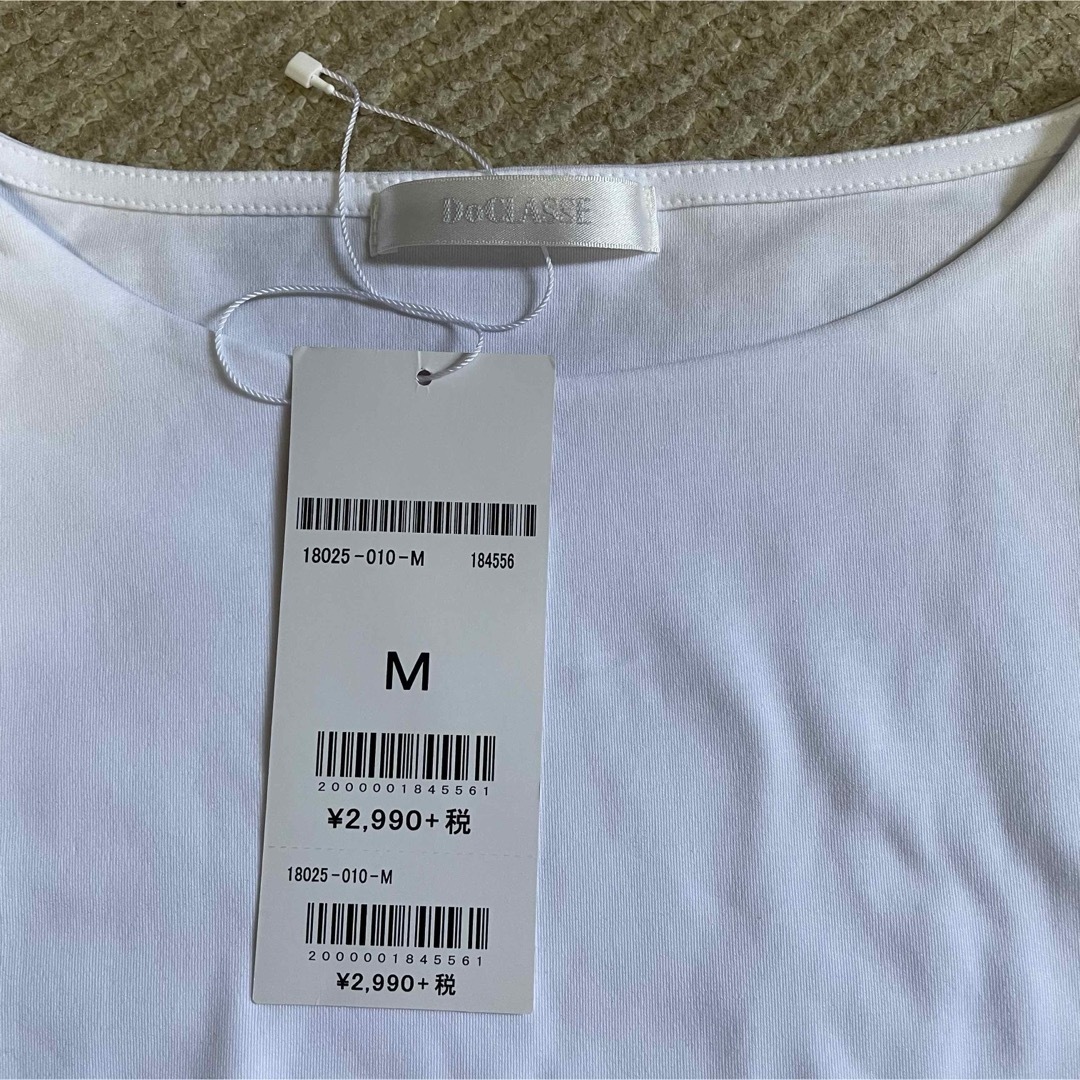 DoCLASSE
18025-010-M 184556
M
2000001845561
¥2,990+税
18025-010-M
2000001845561
¥2,990+税